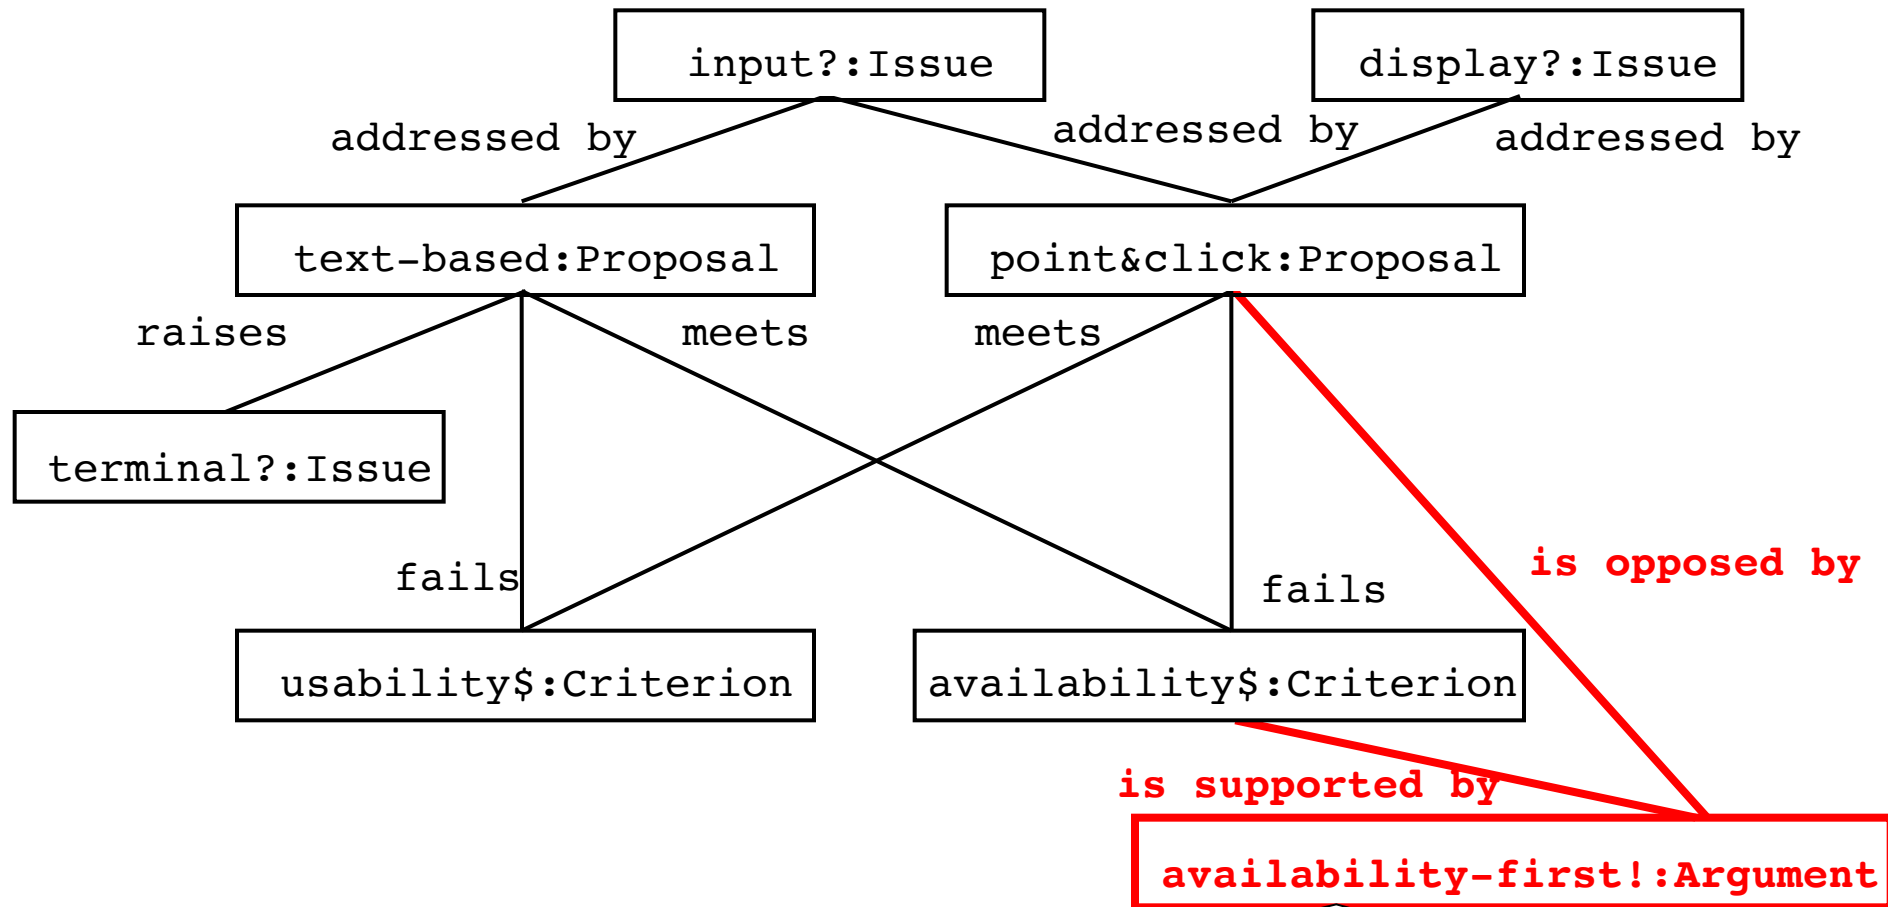 input?:Issue
display?:Issue
addressed by
addressed by
addressed by
text-based:Proposal
point&click:Proposal
raises
meets
meets
terminal?:Issue
is opposed by
fails
fails
usability$:Criterion
availability$:Criterion
is supported by
availability-first!:Argument